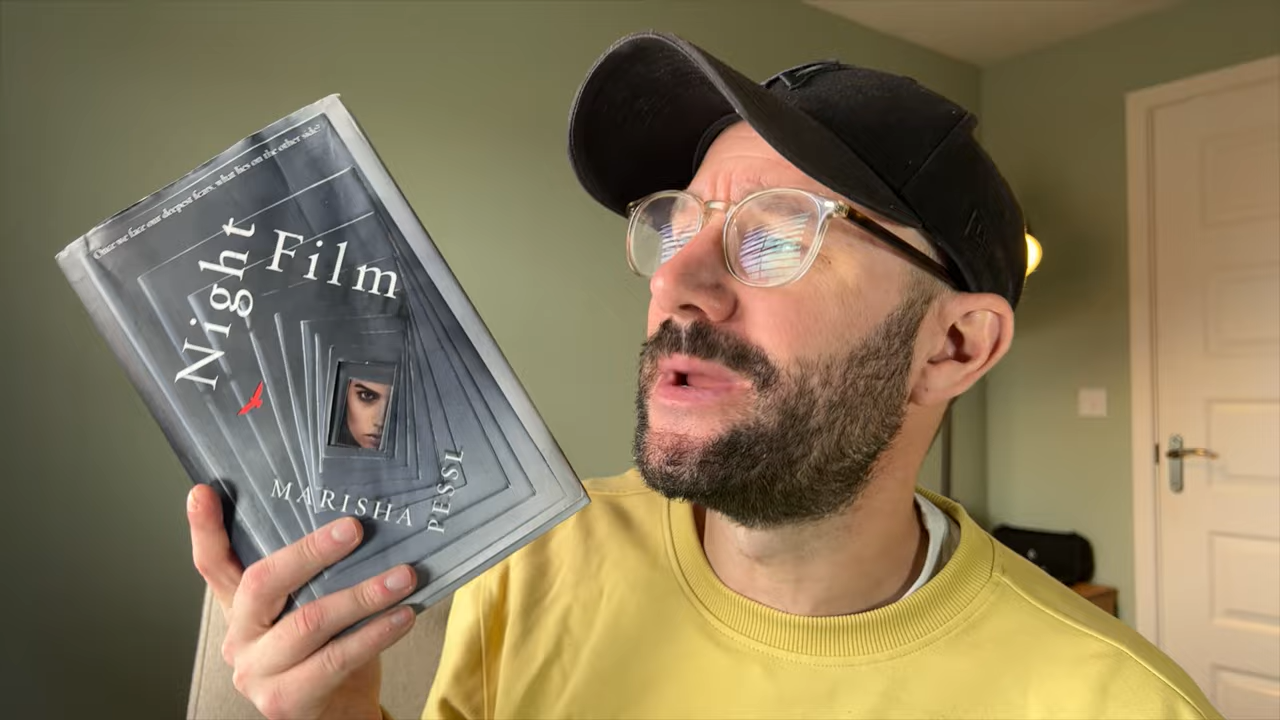 Once we face our deepest fears, what lies on the other side?
Night
Film
MARISHA
PESSL